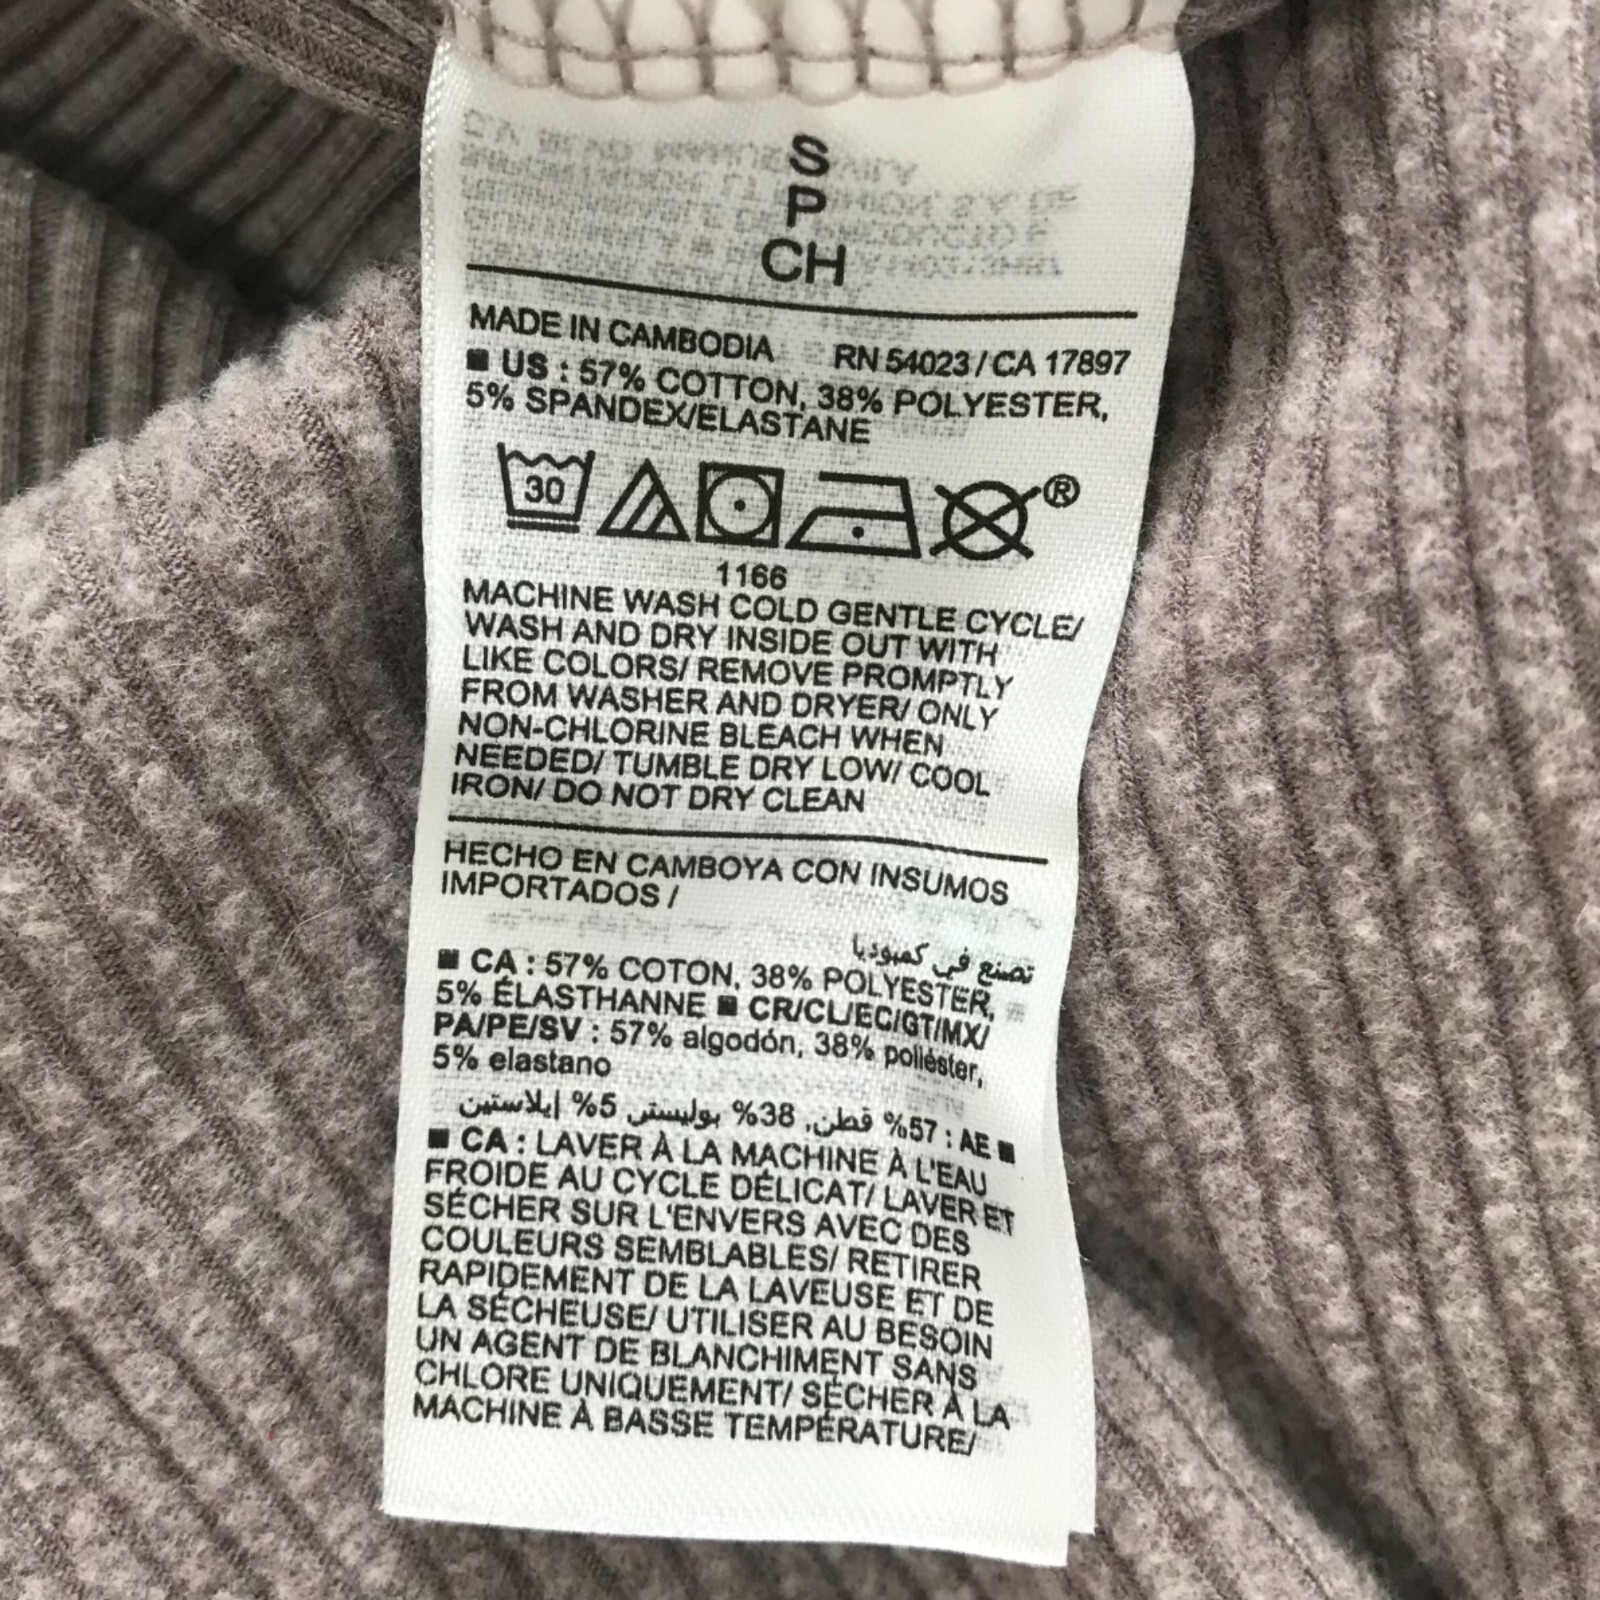 S
P
CH
MADE IN CAMBODIA RN 54023 / CA 17897
■ US : 57% COTTON, 38% POLYESTER,
5% SPANDEX/ELASTANE
30 ®
1166
MACHINE WASH COLD GENTLE CYCLE/
WASH AND DRY INSIDE OUT WITH
LIKE COLORS/ REMOVE PROMPTLY
FROM WASHER AND DRYER/ ONLY
NON-CHLORINE BLEACH WHEN
NEEDED/ TUMBLE DRY LOW/ COOL
IRON/ DO NOT DRY CLEAN
HECHO EN CAMBOYA CON INSUMOS
IMPORTADOS /
تصنع في كمبوديا
■ CA : 57% COTON, 38% POLYESTER,
5% ÉLASTHANNE ■ CR/CL/EC/GT/MX/
PA/PE/SV : 57% algodón, 38% poliéster,
5% elastano
■ AE : 57% قطن, 38% بوليستر, 5% إيلاستين
■ CA : LAVER À LA MACHINE À L'EAU
FROIDE AU CYCLE DÉLICAT/ LAVER ET
SÉCHER SUR L'ENVERS AVEC DES
COULEURS SEMBLABLES/ RETIRER
RAPIDEMENT DE LA LAVEUSE ET DE
LA SÉCHEUSE/ UTILISER AU BESOIN
UN AGENT DE BLANCHIMENT SANS
CHLORE UNIQUEMENT/ SÉCHER À LA
MACHINE À BASSE TEMPÉRATURE/